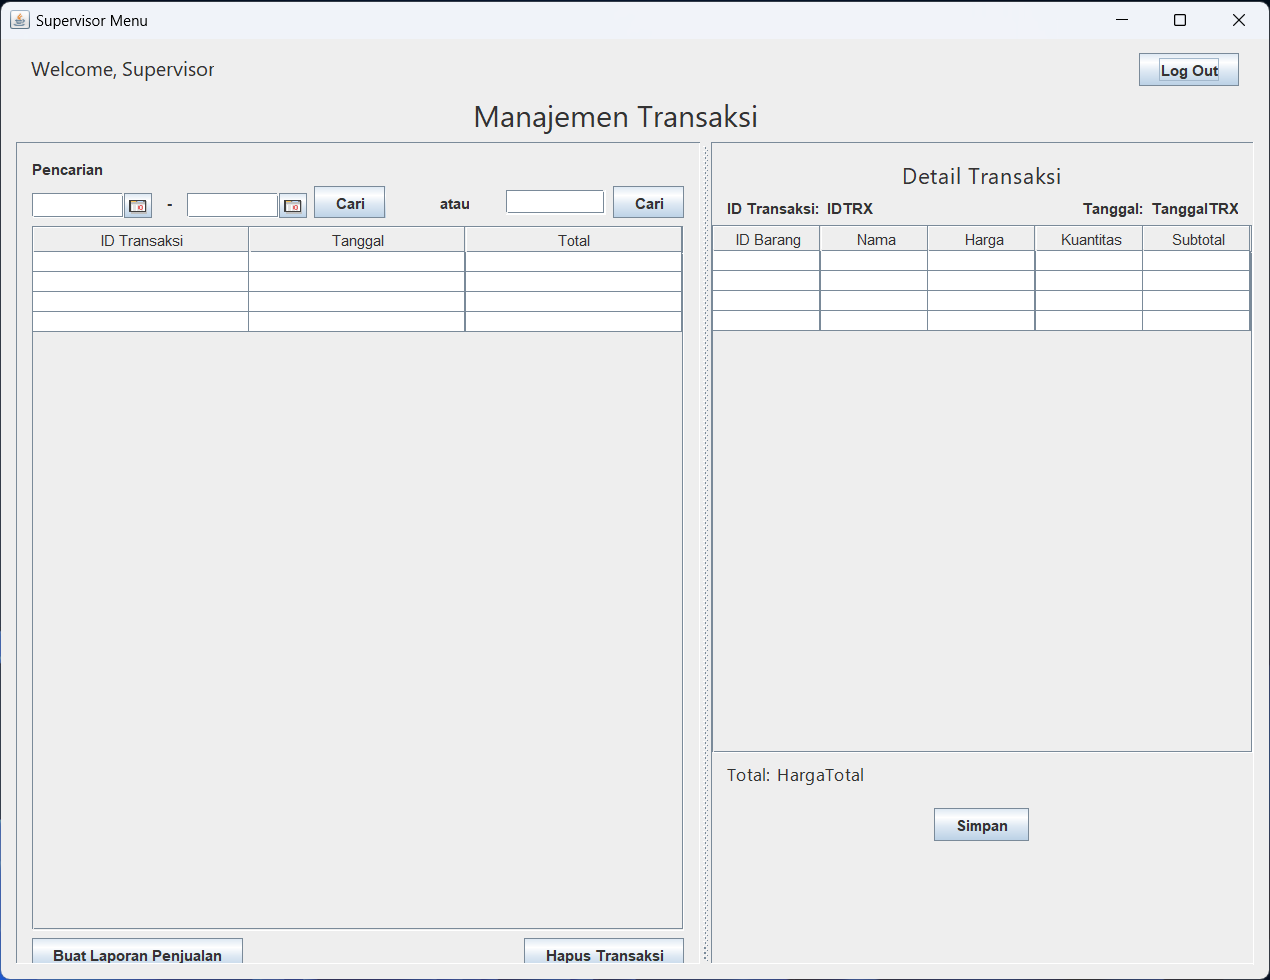 Supervisor Menu
Welcome, Supervisor
Log Out
Manajemen Transaksi
Pencarian
- Cari atau Cari
ID Transaksi Tanggal Total
Buat Laporan Penjualan Hapus Transaksi
Detail Transaksi
ID Transaksi: IDTRX Tanggal: TanggalTRX
ID Barang Nama Harga Kuantitas Subtotal
Total: HargaTotal
Simpan